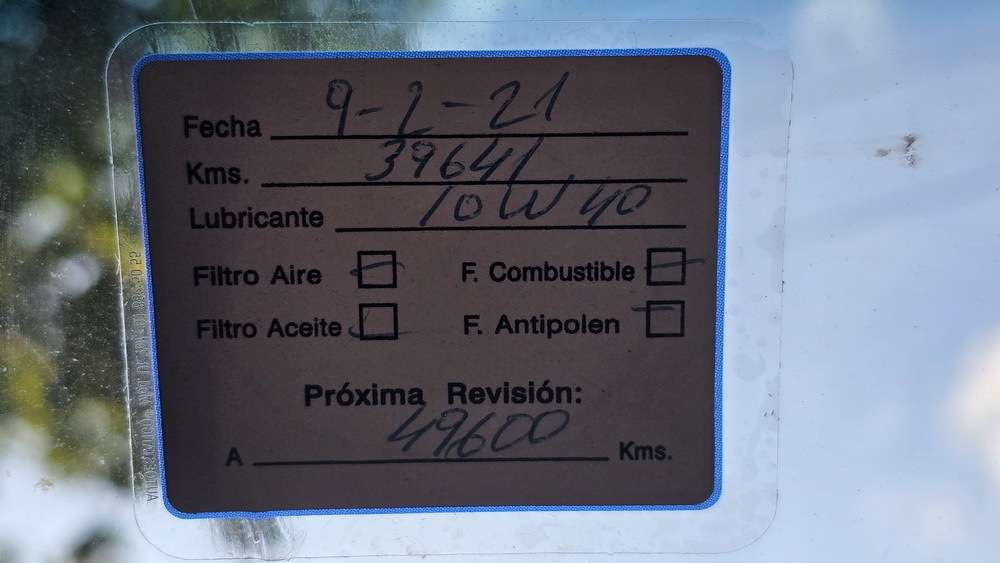 Fecha 9-2-21
Kms. 39641
Lubricante 10W40
Filtro Aire F. Combustible
Filtro Aceite F. Antipolen
Próxima Revisión:
A 49600 Kms.